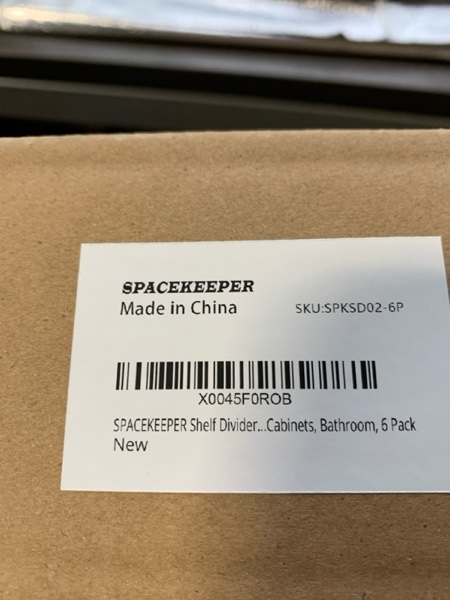 SPACEKEEPER
Made in China SKU:SPKSD02-6P
X0045F0ROB
SPACEKEEPER Shelf Divider...Cabinets, Bathroom, 6 Pack
New